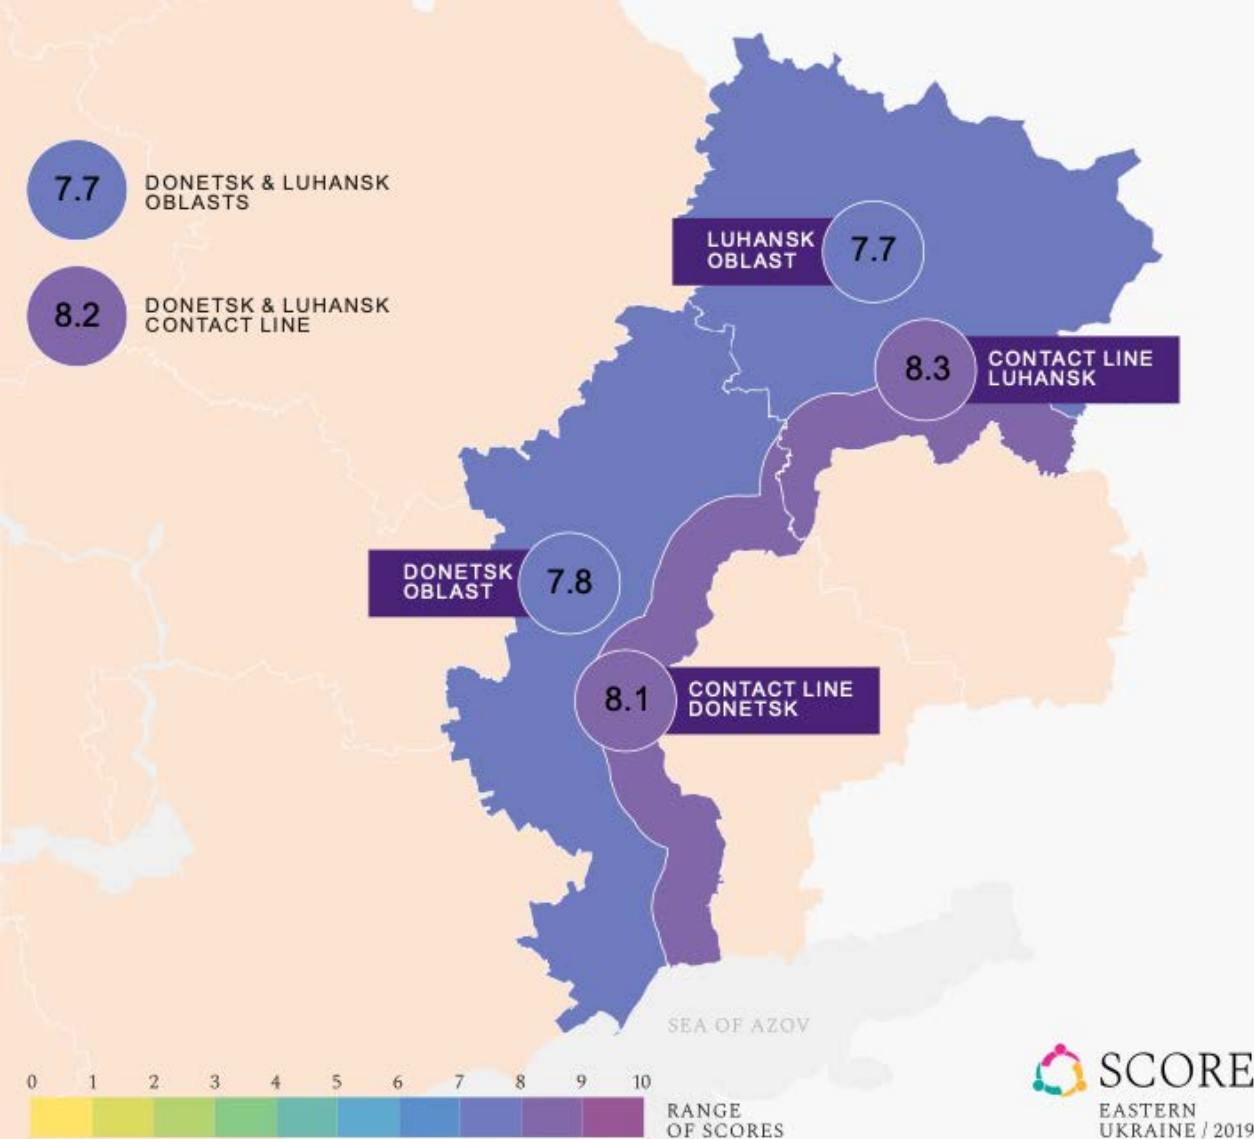 7.7
DONETSK & LUHANSK
OBLASTS
8.2
DONETSK & LUHANSK
CONTACT LINE
LUHANSK
OBLAST
7.7
8.3
CONTACT LINE
LUHANSK
DONETSK
OBLAST
7.8
8.1
CONTACT LINE
DONETSK
SEA OF AZOV
0 1 2 3 4 5 6 7 8 9 10
RANGE
OF SCORES
SCORE
EASTERN
UKRAINE / 2019